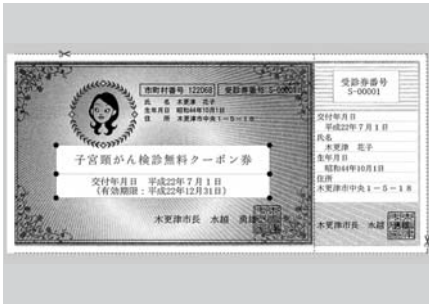 市町村番号 122068 受診券番号 S-00001
氏 名 木更津 花子
生年月日 昭和44年10月1日
住 所 木更津市中央1-5-18
子宮頸がん検診無料クーポン券
交付年月日 平成22年7月1日
(有効期限:平成22年12月31日)
木更津市長 水越 勇雄
受診券番号
S-00001
交付年月日
平成22年7月1日
氏名
木更津 花子
生年月日
昭和44年10月1日
住所
木更津市中央1-5-18
木更津市長 水越 勇雄